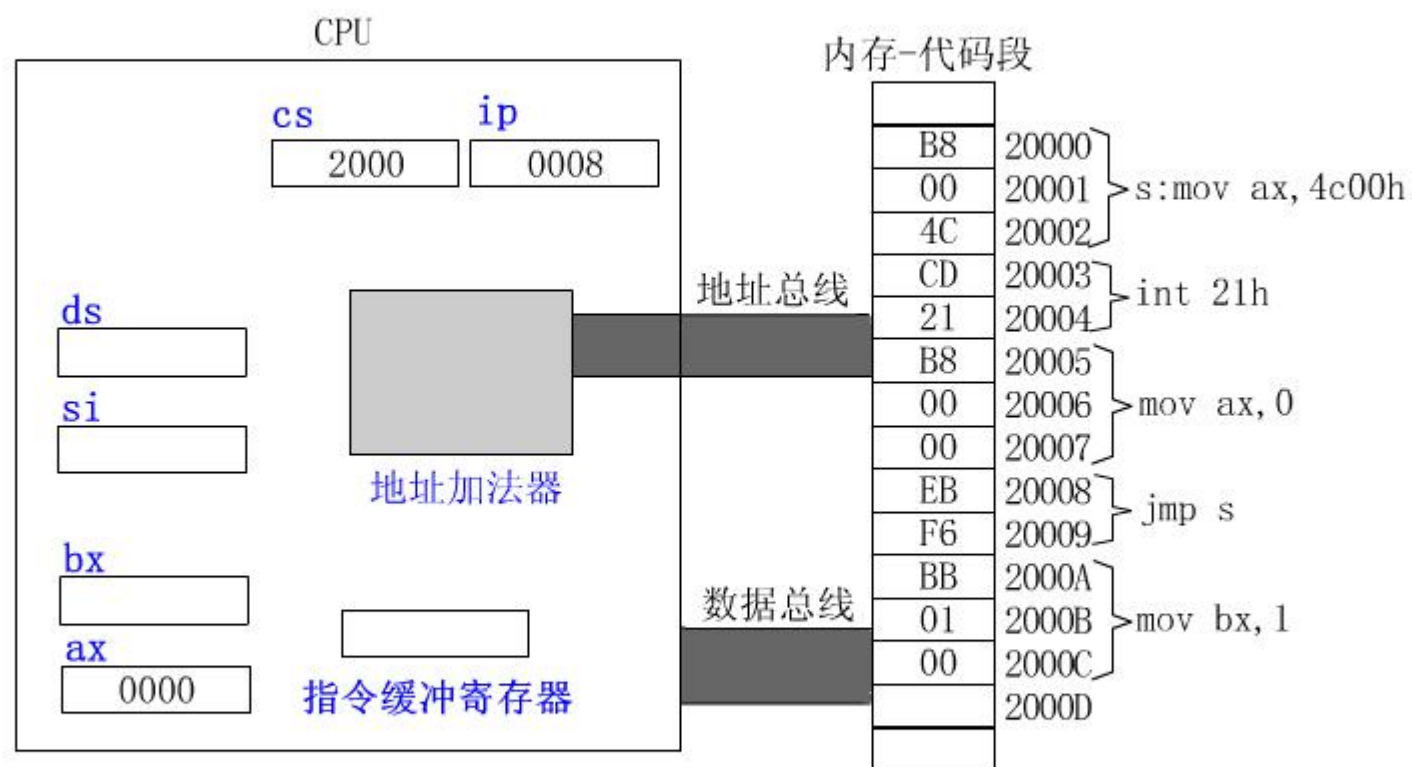 CPU
内存-代码段
cs
ip
2000
0008
B8 20000
00 20001 s:mov ax,4c00h
4C 20002
CD 20003
int 21h
21 20004
地址总线
ds
B8 20005
si
00 20006 mov ax,0
00 20007
地址加法器
EB 20008
jmp s
F6 20009
bx
BB 2000A
数据总线
01 2000B mov bx,1
ax
00 2000C
0000
指令缓冲寄存器
2000D